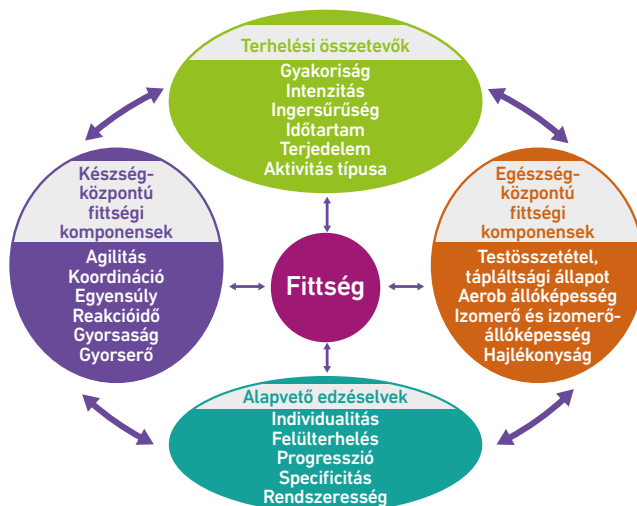 Terhelési összetevők
Gyakoriság
Intenzitás
Ingersűrűség
Időtartam
Terjedelem
Aktivitás típusa
Készség-
központú
fittségi
komponensek
Agilitás
Koordináció
Egyensúly
Reakcióidő
Gyorsaság
Gyorserő
Fittség
Egészség-
központú
fittségi
komponensek
Testösszetétel,
tápláltsági állapot
Aerob állóképesség
Izomerő és izomerő-
állóképesség
Hajlékonyság
Alapvető edzéselvek
Individualitás
Felülterhelés
Progresszió
Specificitás
Rendszeresség